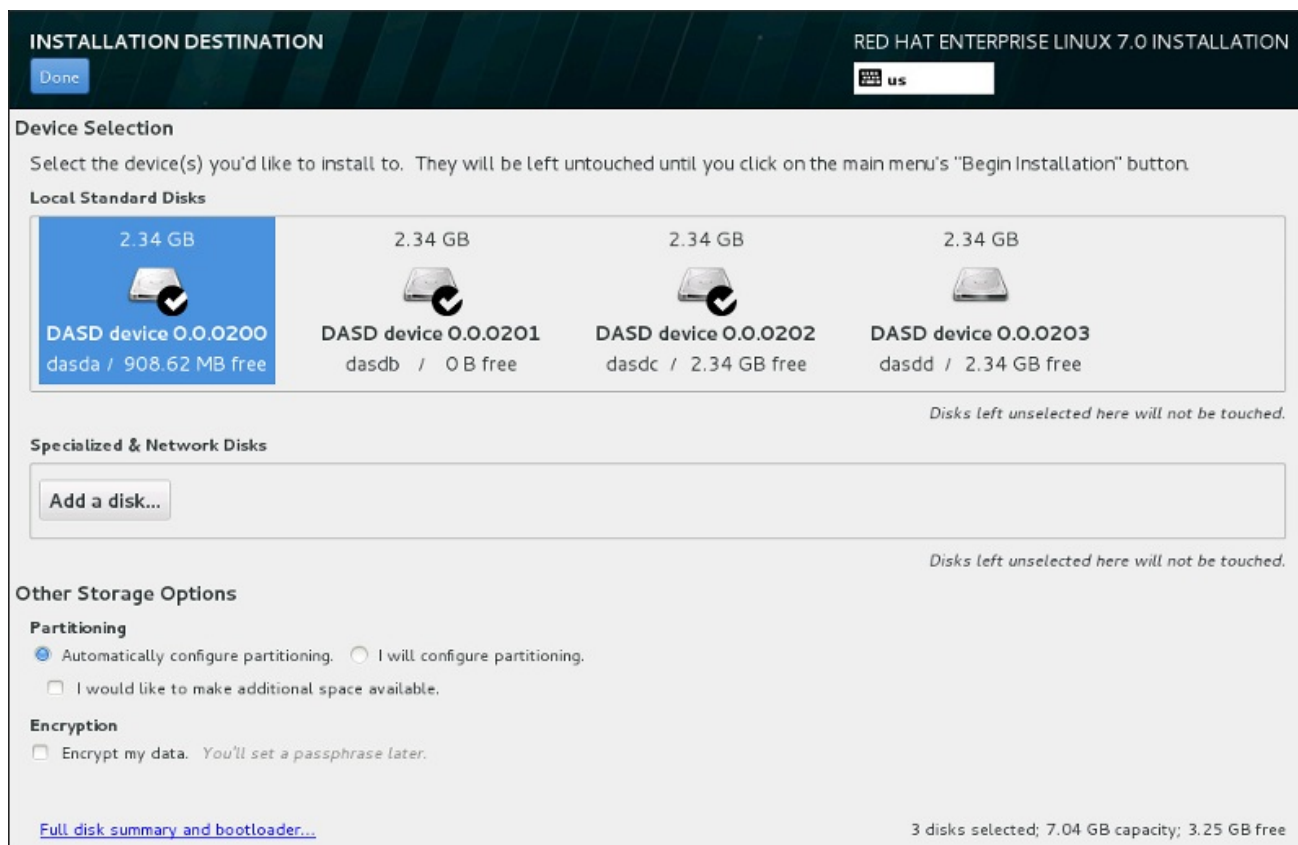 INSTALLATION DESTINATION
RED HAT ENTERPRISE LINUX 7.0 INSTALLATION
Done
us
Device Selection
Select the device(s) you'd like to install to. They will be left untouched until you click on the main menu's "Begin Installation" button.
Local Standard Disks
2.34 GB 2.34 GB 2.34 GB 2.34 GB
DASD device 0.0.0200 DASD device 0.0.0201 DASD device 0.0.0202 DASD device 0.0.0203
dasda / 908.62 MB free dasdb / 0 B free dasdc / 2.34 GB free dasdd / 2.34 GB free
Disks left unselected here will not be touched.
Specialized & Network Disks
Add a disk...
Disks left unselected here will not be touched.
Other Storage Options
Partitioning
Automatically configure partitioning. I will configure partitioning.
I would like to make additional space available.
Encryption
Encrypt my data. You'll set a passphrase later.
Full disk summary and bootloader... 3 disks selected; 7.04 GB capacity; 3.25 GB free